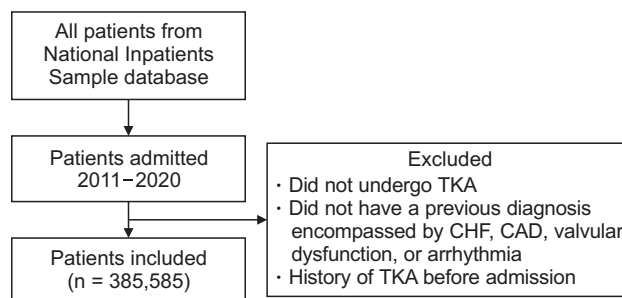 All patients from
National Inpatients
Sample database
Patients admitted
2011–2020
Excluded
· Did not undergo TKA
· Did not have a previous diagnosis
encompassed by CHF, CAD, valvular
dysfunction, or arrhythmia
· History of TKA before admission
Patients included
(n = 385,585)